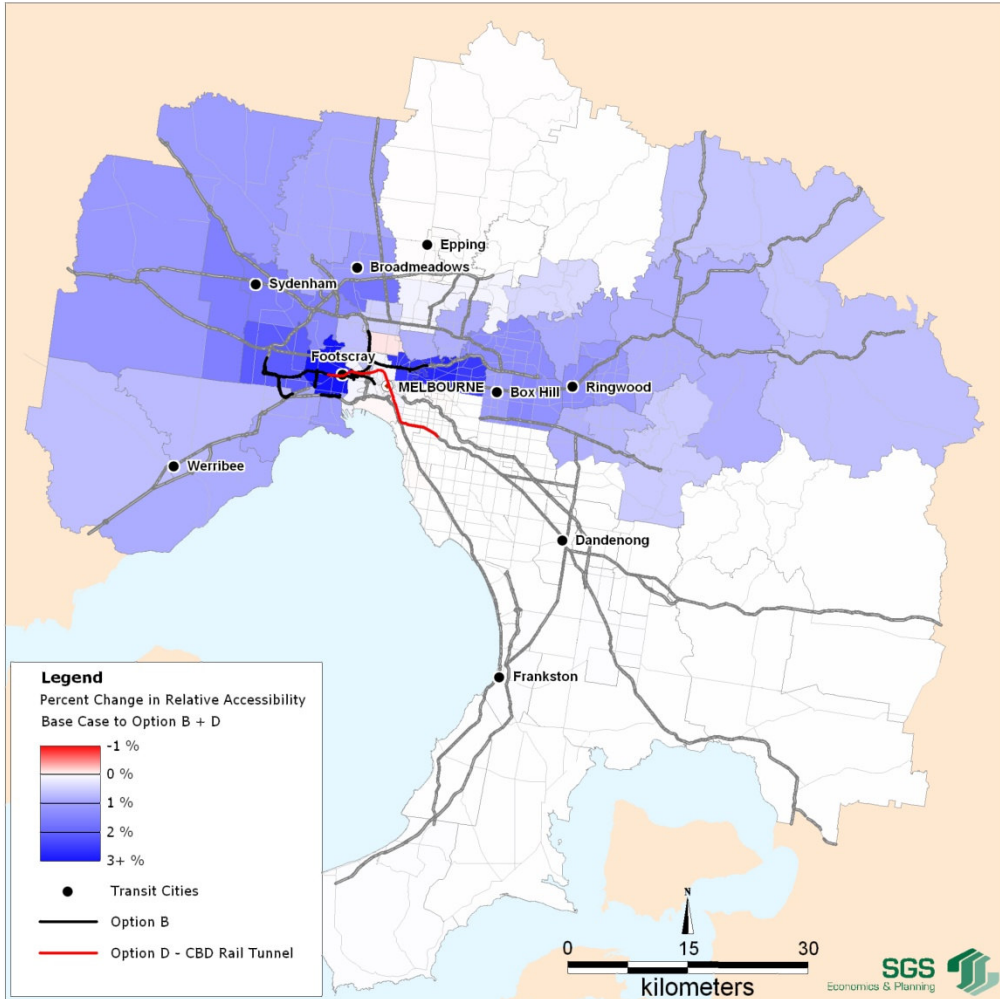 Epping
Broadmeadows
Sydenham
Footscray
MELBOURNE
Box Hill
Ringwood
Werribee
Dandenong
Frankston
Legend
Percent Change in Relative Accessibility
Base Case to Option B + D
-1 %
0 %
1 %
2 %
3+ %
Transit Cities
Option B
Option D - CBD Rail Tunnel
N
0 15 30
kilometers
SGS
Economics & Planning